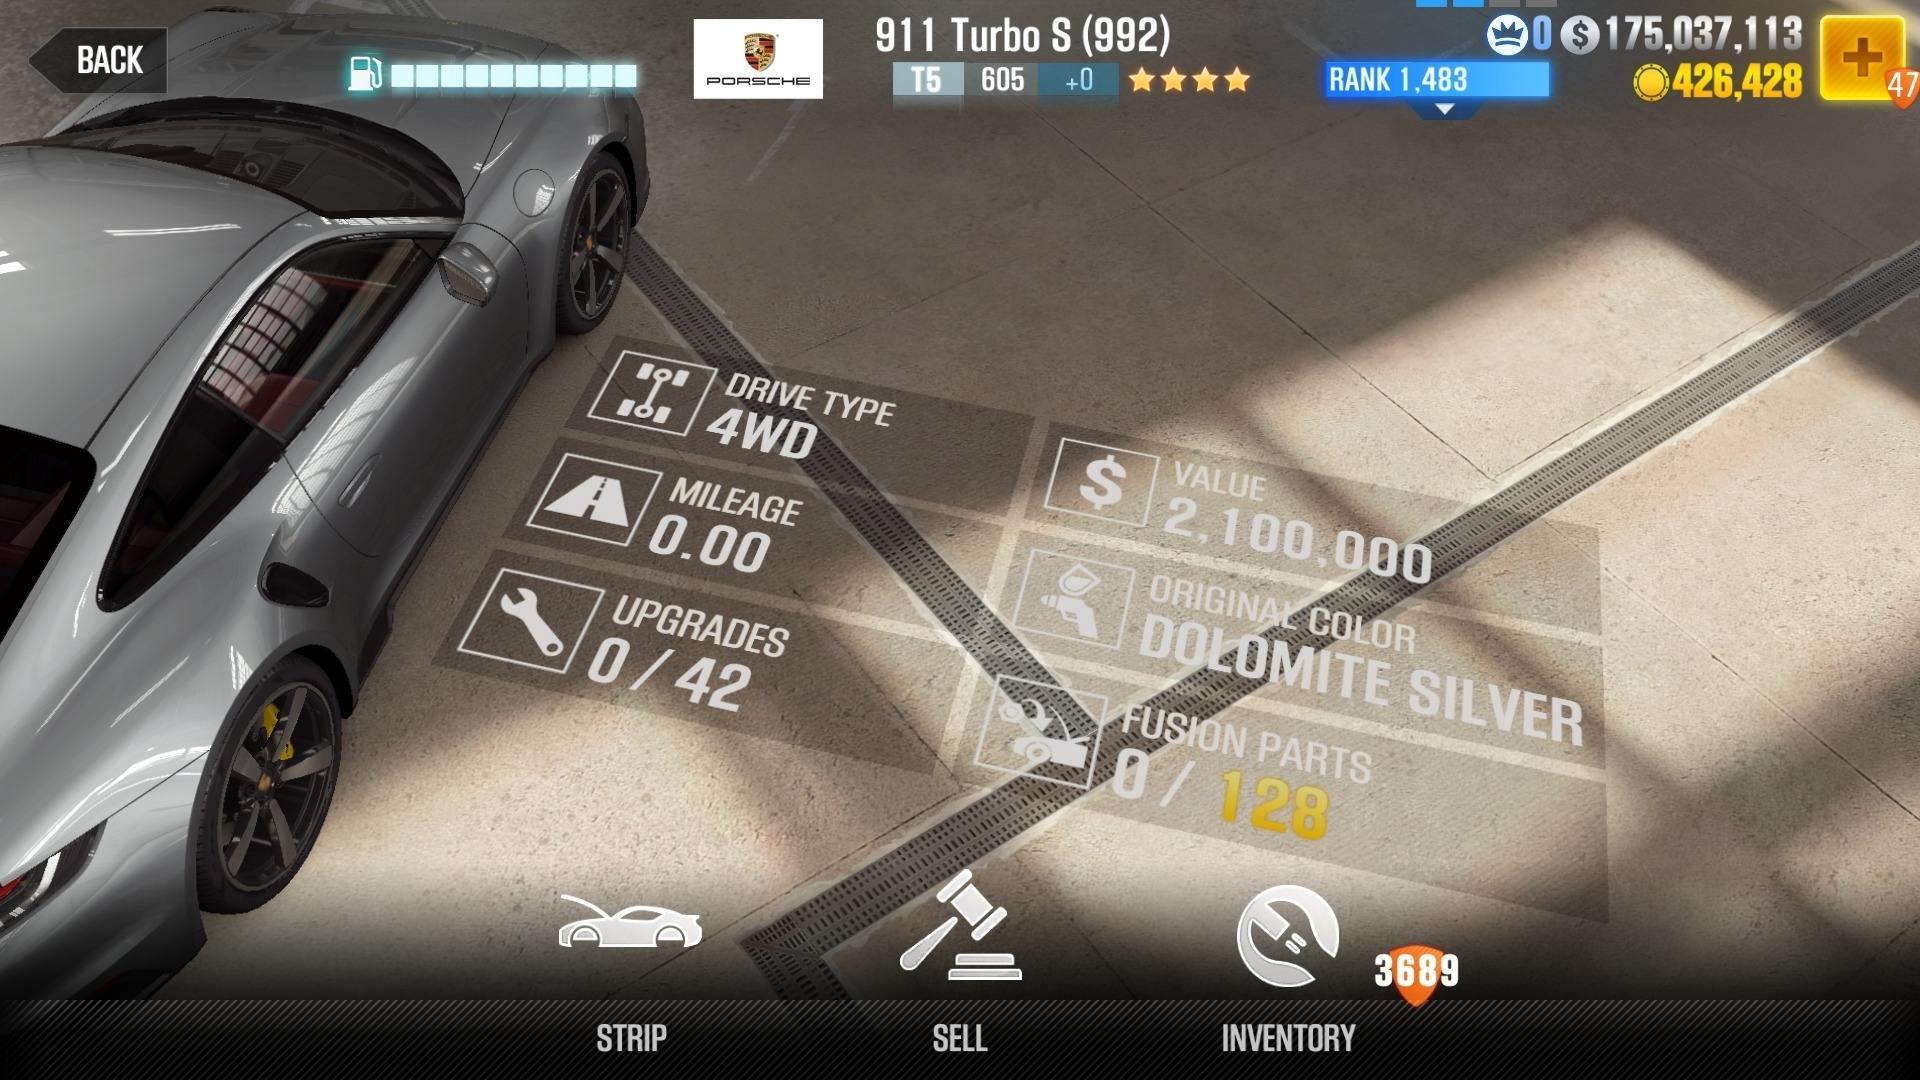 BACK
PORSCHE
911 Turbo S (992)
T5 605 +0
RANK 1,483
0 $ 175,037,113
426,428
47
DRIVE TYPE
4WD
MILEAGE
0.00
UPGRADES
0 / 42
$ VALUE
2,100,000
ORIGINAL COLOR
DOLOMITE SILVER
FUSION PARTS
0 / 128
3689
STRIP
SELL
INVENTORY